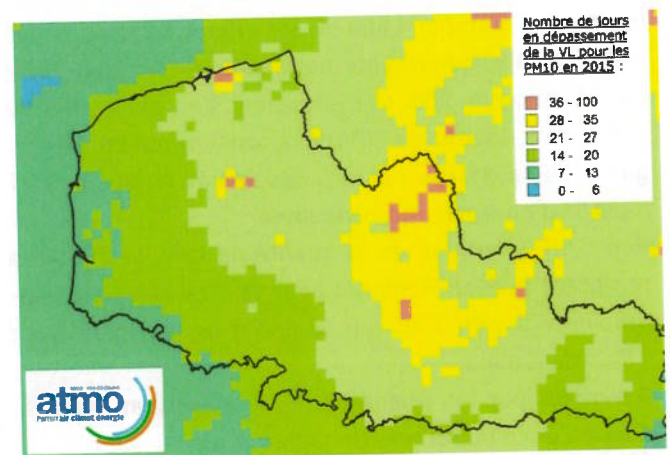 Nombre de jours
en dépassement
de la VL pour les
PM10 en 2015 :
36 - 100
28 - 35
21 - 27
14 - 20
7 - 13
0 - 6
atmo
air climat énergie